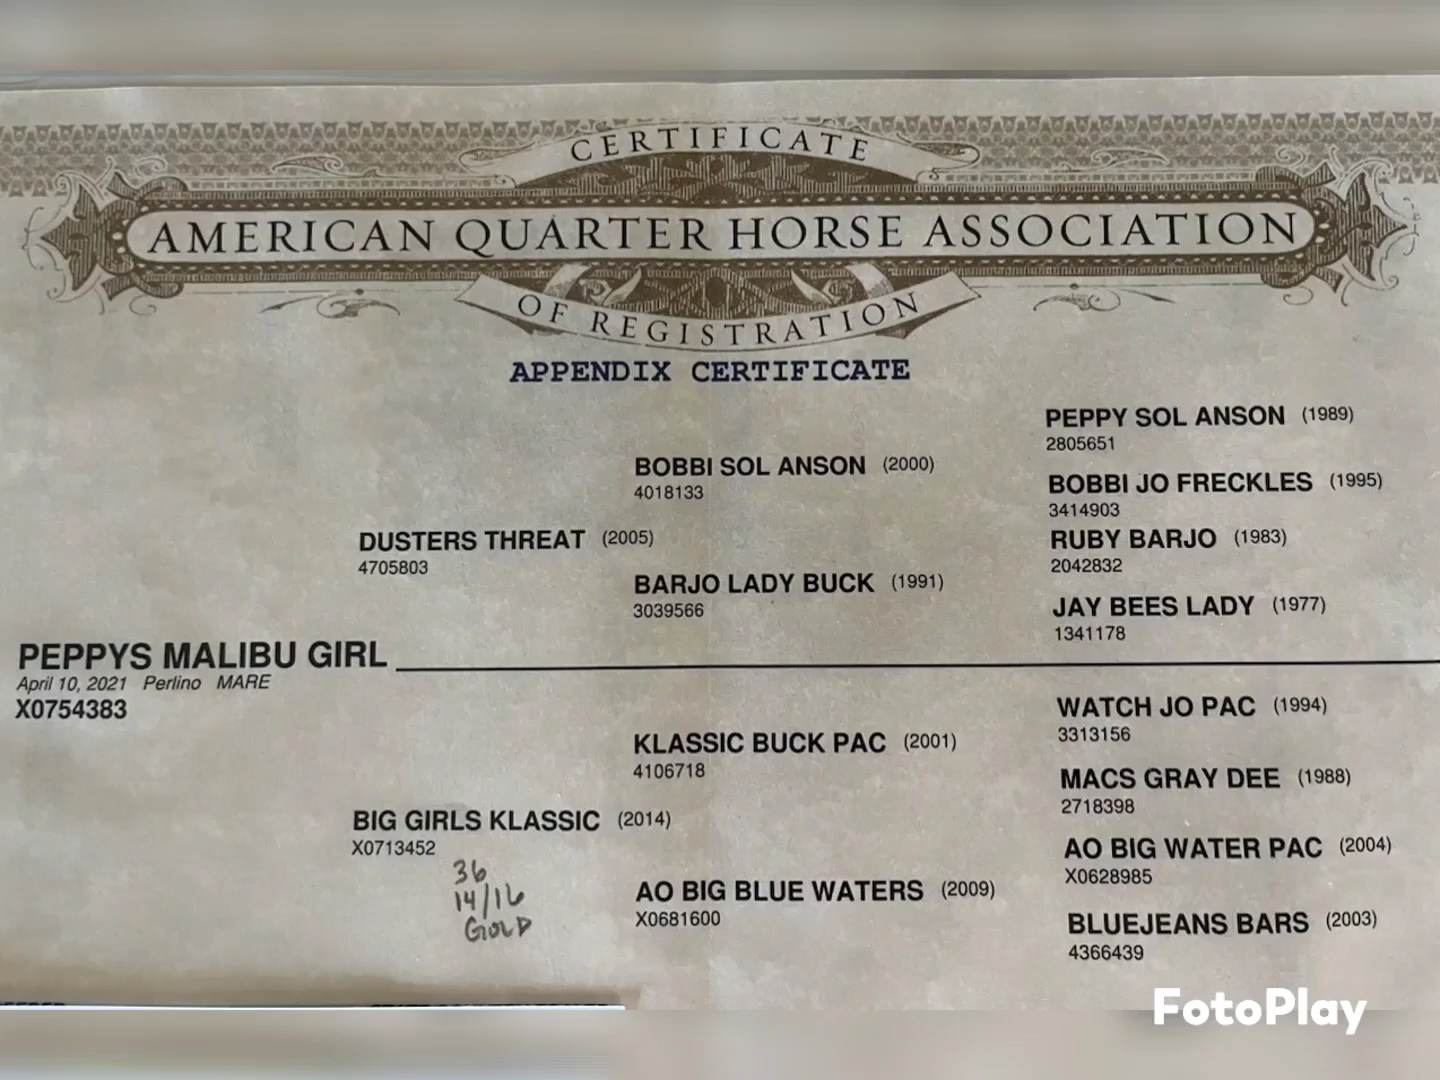 CERTIFICATE
AMERICAN QUARTER HORSE ASSOCIATION
OF REGISTRATION
APPENDIX CERTIFICATE
PEPPY SOL ANSON (1989)
2805651
BOBBI SOL ANSON (2000)
4018133
BOBBI JO FRECKLES (1995)
3414903
DUSTERS THREAT (2005)
4705803
RUBY BARJO (1983)
2042832
BARJO LADY BUCK (1991)
3039566
JAY BEES LADY (1977)
1341178
PEPPYS MALIBU GIRL
April 10, 2021 Perlino MARE
X0754383
WATCH JO PAC (1994)
3313156
KLASSIC BUCK PAC (2001)
4106718
MACS GRAY DEE (1988)
2718398
BIG GIRLS KLASSIC (2014)
X0713452
AO BIG WATER PAC (2004)
X0628985
36
14/16
GOLD
AO BIG BLUE WATERS (2009)
X0681600
BLUEJEANS BARS (2003)
4366439
FotoPlay